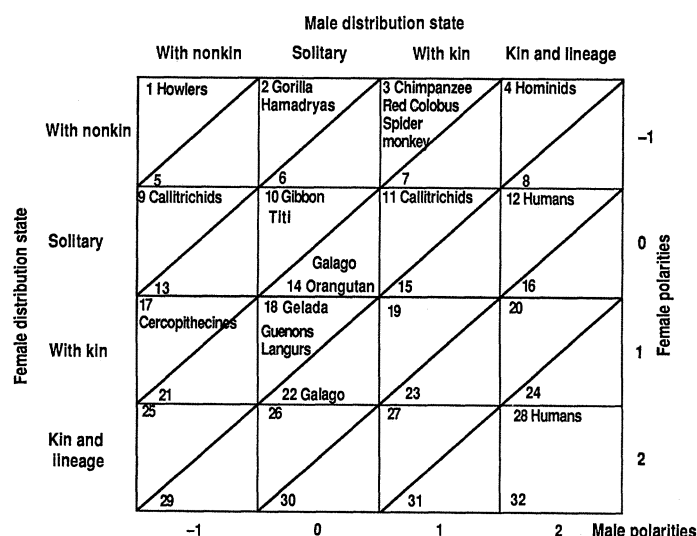 Male distribution state
With nonkin Solitary With kin Kin and lineage
1 Howlers
2 Gorilla
Hamadryas
3 Chimpanzee
Red Colobus
Spider
monkey
4 Hominids
With nonkin
-1
5 6 7 8
9 Callitrichids
10 Gibbon
Titi
11 Callitrichids
12 Humans
Solitary
0
Galago
13 14 Orangutan 15 16
17
Cercopithecines
18 Gelada
Guenons
Langurs
19 20
With kin
1
21 22 Galago 23 24
25 26 27 28 Humans
Kin and
lineage
2
29 30 31 32
-1 0 1 2 Male polarities
Female distribution state
Female polarities